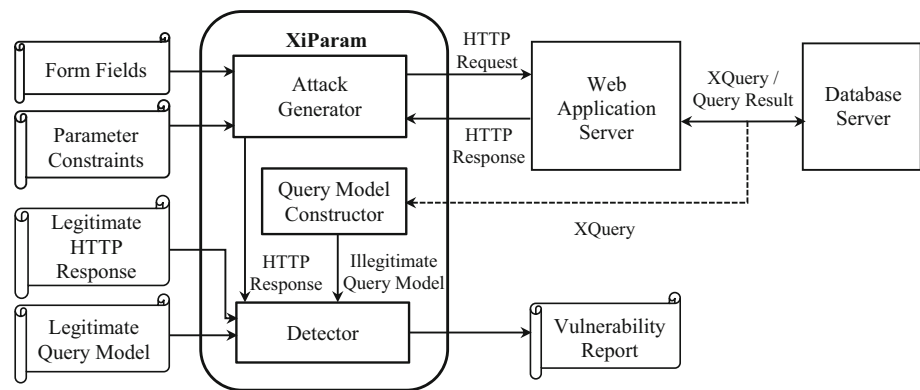 XiParam
Form Fields
Attack
Generator
HTTP
Request
Web
Application
Server
XQuery /
Query Result
Database
Server
Parameter
Constraints
HTTP
Response
Query Model
Constructor
XQuery
Legitimate
HTTP
Response
HTTP
Response
Illegitimate
Query Model
Legitimate
Query Model
Detector
Vulnerability
Report